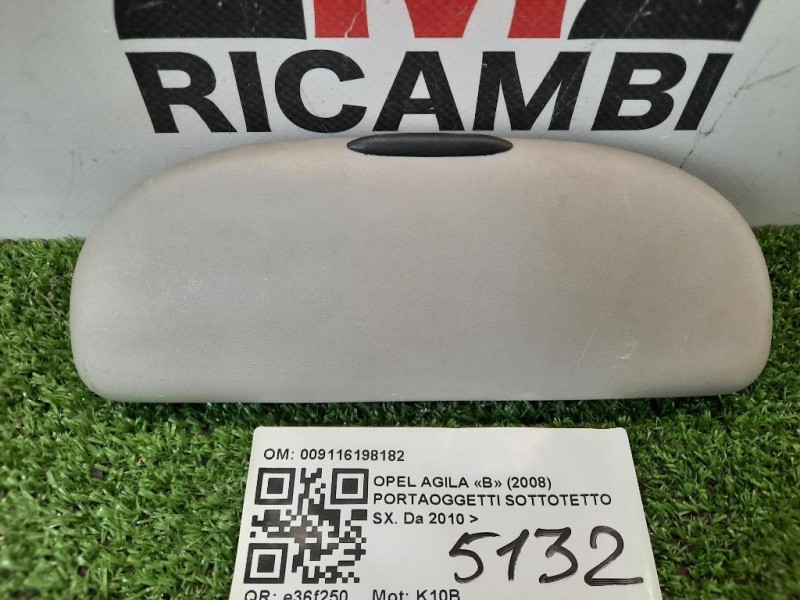 RICAMBI
OM: 009116198182
OPEL AGILA «B» (2008)
PORTAOGGETTI SOTTOTETTO
SX. Da 2010 >
5132
QR: e36f250
Mot: K10B